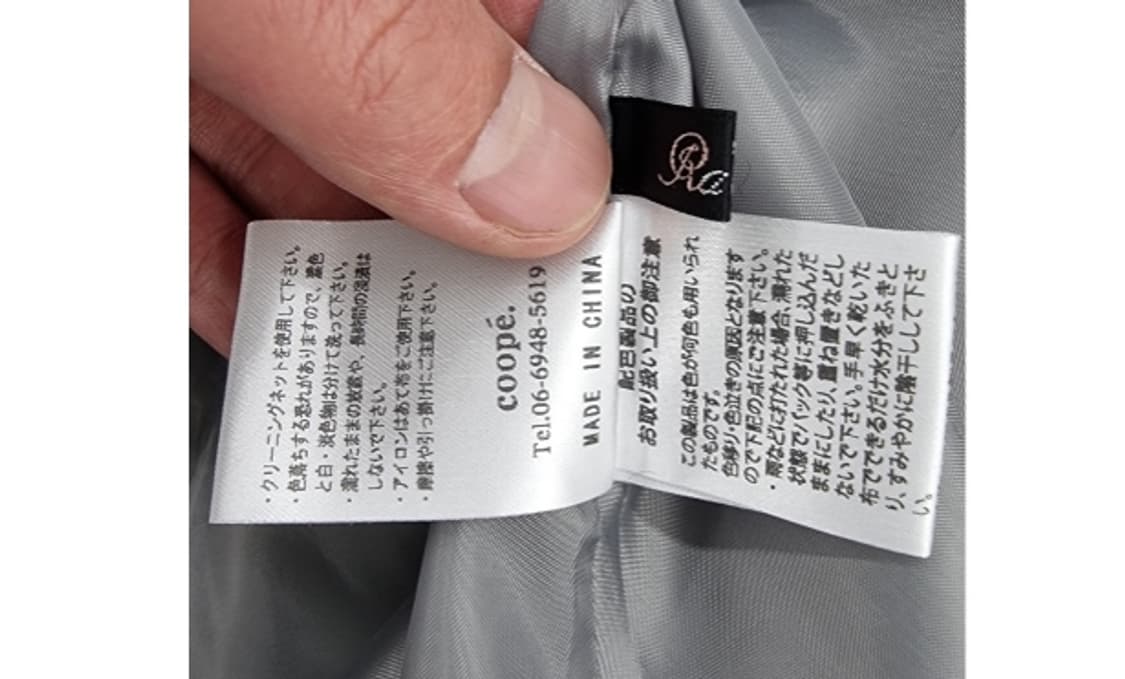 ・クリーニングネットを使用して下さい。
・色落ちする恐れがありますので、濃色
と白・淡色物は分けて洗って下さい。
・濡れたままの放置や、長時間の浸漬は
しないで下さい。
・アイロンはあて布をご使用下さい。
・摩擦や引っ掛けにご注意下さい。
coopé.
Tel.06-6948-5619
MADE IN CHINA
配色製品の
お取り扱い上の御注意
この製品は色が何色も用いられ
たものです。
色移り・色泣きの原因となります
ので下記の点にご注意下さい。
・雨などに打たれた場合、濡れた
状態でバック等に押し込んだ
ままにしたり、重ね置きなどし
ないで下さい。手早く乾いた
布でできるだけ水分をふきと
り、すみやかに陰干しして下さ
い。